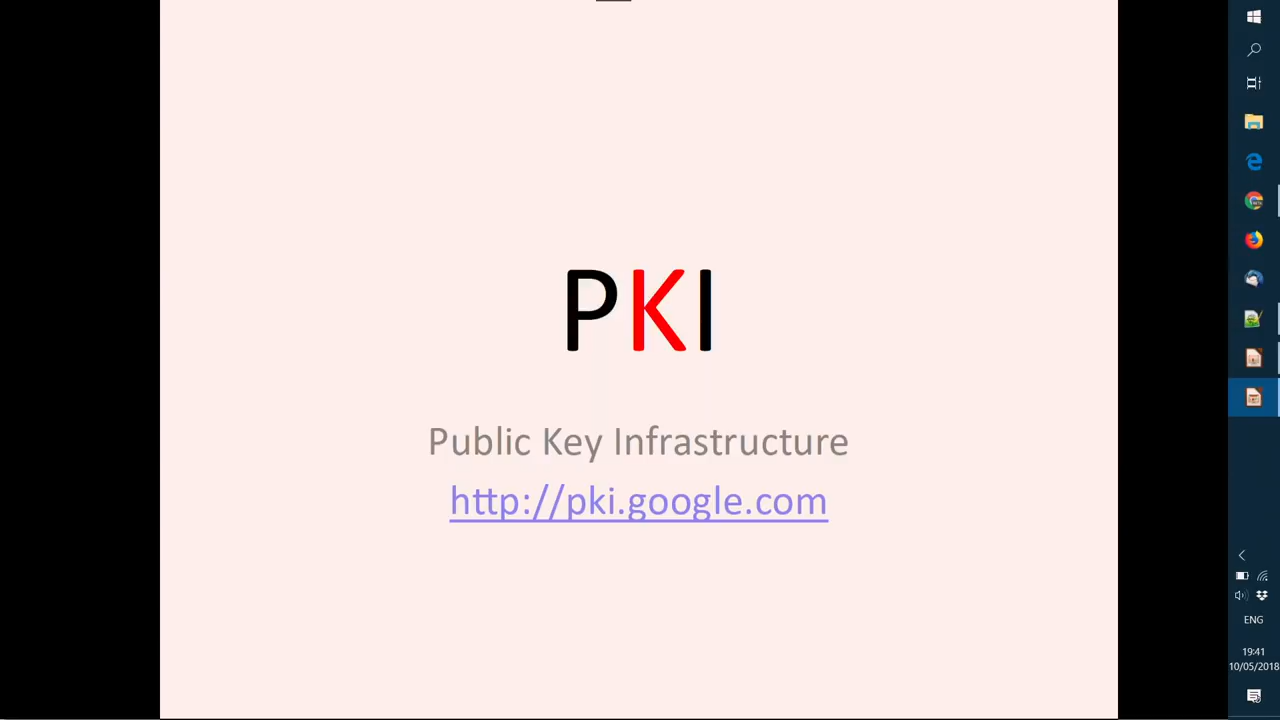 PKI
Public Key Infrastructure
http://pki.google.com
ENG
19:41
10/05/2018